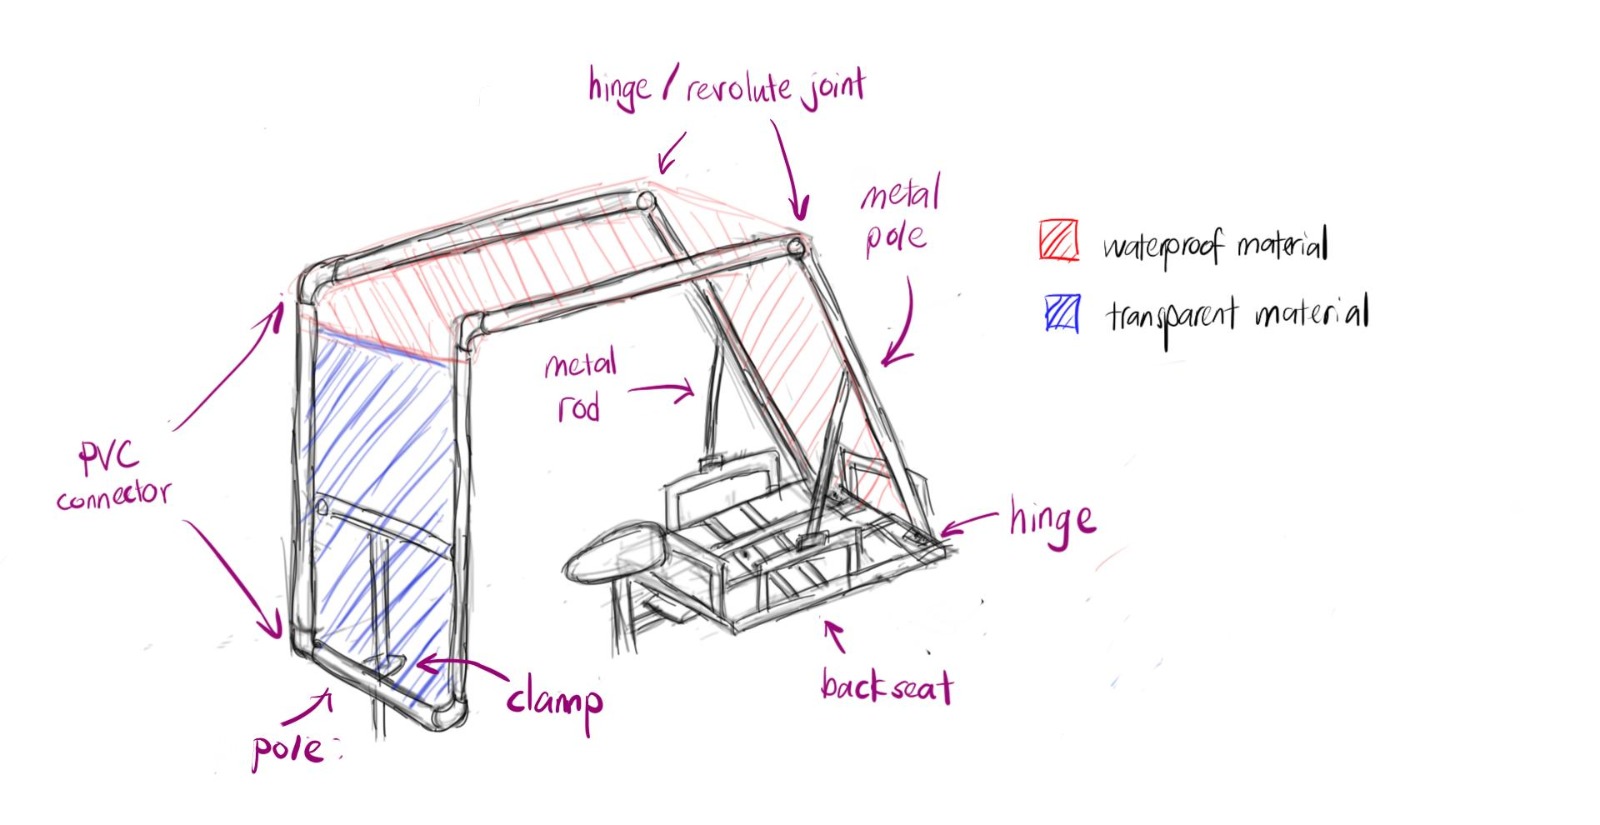 hinge / revolute joint
metal
pole
waterproof material
transparent material
metal
rod
PVC
connector
hinge
clamp
backseat
pole: